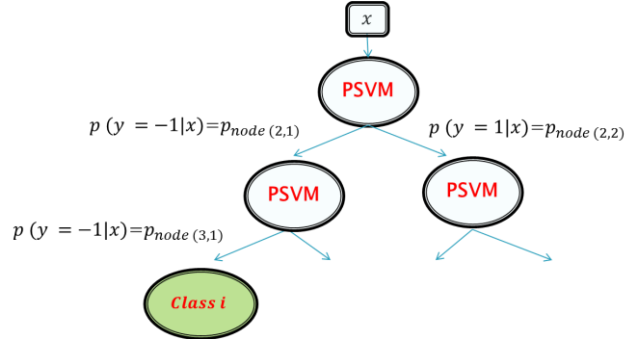 x
PSVM
p (y = −1|x)=p_node (2,1)
p (y = 1|x)=p_node (2,2)
PSVM
PSVM
p (y = −1|x)=p_node (3,1)
Class i